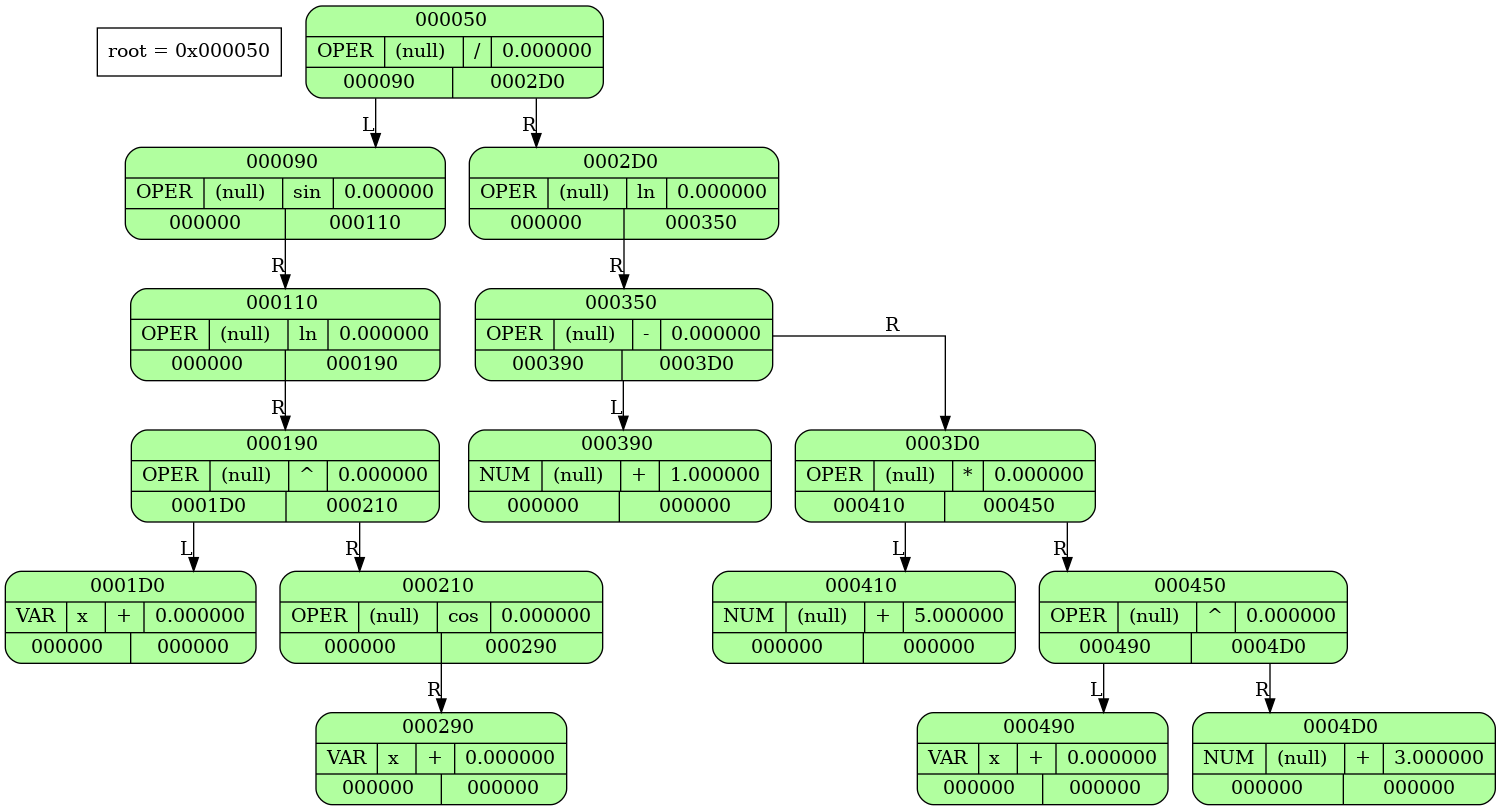 root = 0x000050
000050
OPER (null) / 0.000000
000090 0002D0
L R
000090 0002D0
OPER (null) sin 0.000000 OPER (null) ln 0.000000
000000 000110 000000 000350
R R R
000110 000350
OPER (null) ln 0.000000 OPER (null) - 0.000000
000000 000190 000390 0003D0
R L
000190 000390 0003D0
OPER (null) ^ 0.000000 NUM (null) + 1.000000 OPER (null) * 0.000000
0001D0 000210 000000 000000 000410 000450
L R L R
0001D0 000210 000410 000450
VAR x + 0.000000 OPER (null) cos 0.000000 NUM (null) + 5.000000 OPER (null) ^ 0.000000
000000 000000 000000 000290 000000 000000 000490 0004D0
R L R
000290 000490 0004D0
VAR x + 0.000000 VAR x + 0.000000 NUM (null) + 3.000000
000000 000000 000000 000000 000000 000000